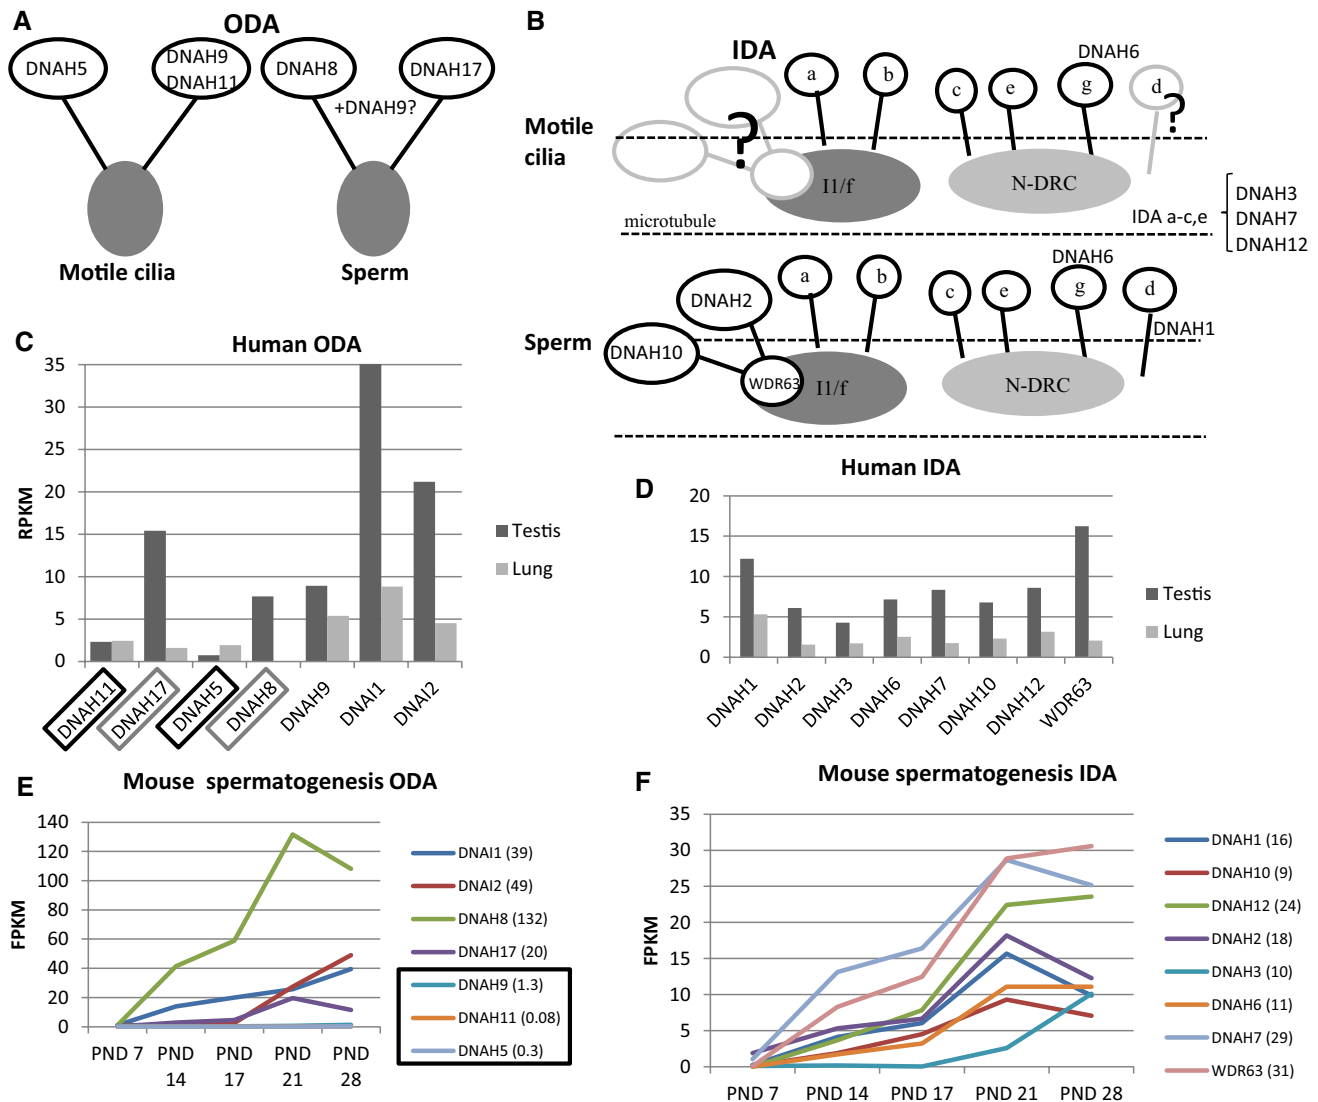 A
ODA
DNAH5
DNAH9
DNAH11
DNAH8
DNAH17
+DNAH9?
Motile cilia
Sperm
B
IDA
DNAH6
a
b
c
e
g
d
?
?
Motile
cilia
I1/f
N-DRC
microtubule
IDA a-c,e
DNAH3
DNAH7
DNAH12
DNAH6
a
b
c
e
g
d
DNAH2
DNAH10
WDR63
DNAH1
Sperm
I1/f
N-DRC
C
Human ODA
RPKM
35
30
25
20
15
10
5
0
Testis
Lung
DNAH11
DNAH17
DNAH5
DNAH8
DNAH9
DNAI1
DNAI2
D
Human IDA
20
15
10
5
0
Testis
Lung
DNAH1
DNAH2
DNAH3
DNAH6
DNAH7
DNAH10
DNAH12
WDR63
E
Mouse spermatogenesis ODA
FPKM
140
120
100
80
60
40
20
0
PND 7
PND 14
PND 17
PND 21
PND 28
DNAI1 (39)
DNAI2 (49)
DNAH8 (132)
DNAH17 (20)
DNAH9 (1.3)
DNAH11 (0.08)
DNAH5 (0.3)
F
Mouse spermatogenesis IDA
FPKM
35
30
25
20
15
10
5
0
PND 7
PND 14
PND 17
PND 21
PND 28
DNAH1 (16)
DNAH10 (9)
DNAH12 (24)
DNAH2 (18)
DNAH3 (10)
DNAH6 (11)
DNAH7 (29)
WDR63 (31)